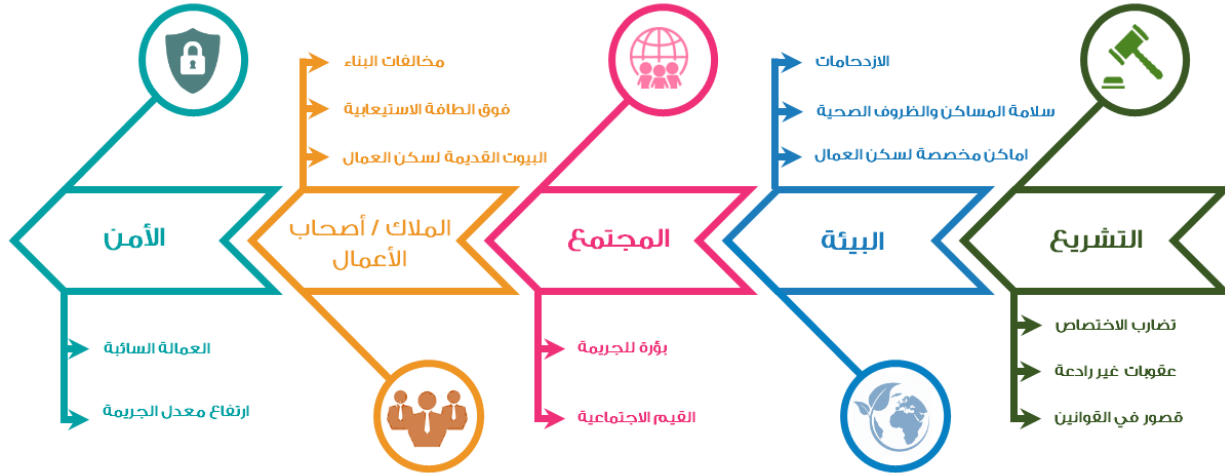 التشريع
تضارب الاختصاص
عقوبات غير رادعة
قصور في القوانين
الازدحامات
سلامة المساكن والظروف الصحية
اماكن مخصصة لسكن العمال
البيئة
المجتمع
بؤرة للجريمة
القيم الاجتماعية
مخالفات البناء
فوق الطافة الاستيعابية
البيوت القديمة لسكن العمال
الملاك / أصحاب
الأعمال
الأمن
العمالة السائبة
ارتفاع معدل الجريمة